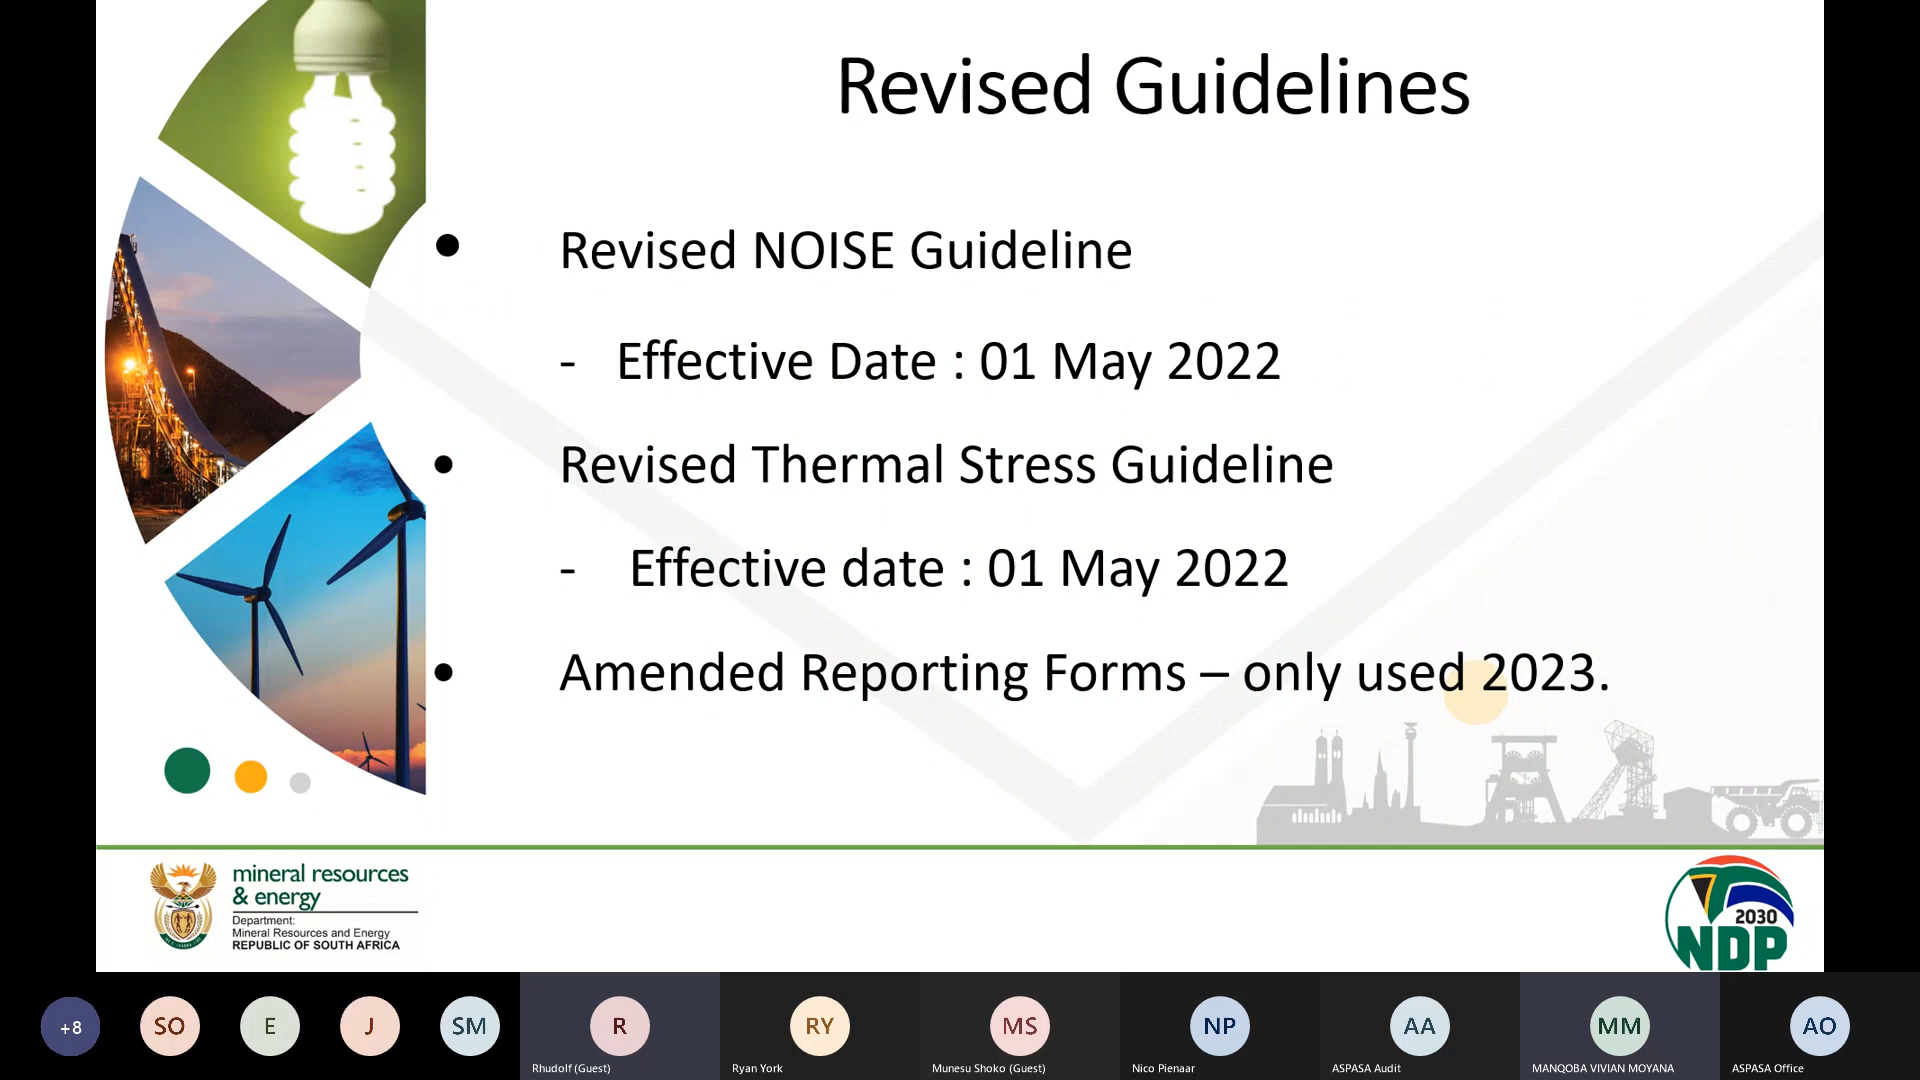 Revised Guidelines
• Revised NOISE Guideline
- Effective Date : 01 May 2022
• Revised Thermal Stress Guideline
- Effective date : 01 May 2022
• Amended Reporting Forms – only used 2023.
mineral resources
& energy
Department:
Mineral Resources and Energy
REPUBLIC OF SOUTH AFRICA
2030
NDP
+8
SO
E
J
SM
R
RY
MS
NP
AA
MM
AO
Rhudolf (Guest)
Ryan York
Munesu Shoko (Guest)
Nico Pienaar
ASPASA Audit
MANQOBA VIVIAN MOYANA
ASPASA Office